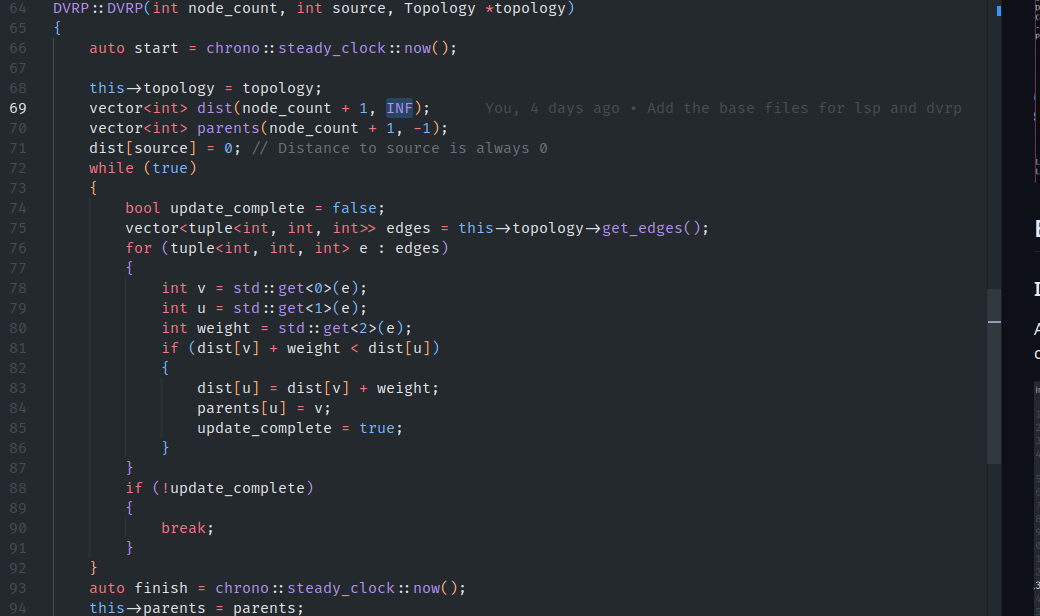 64 DVRP::DVRP(int node_count, int source, Topology *topology)
65 {
66 auto start = chrono::steady_clock::now();
67
68 this->topology = topology;
69 vector<int> dist(node_count + 1, INF); You, 4 days ago • Add the base files for lsp and dvrp
70 vector<int> parents(node_count + 1, -1);
71 dist[source] = 0; // Distance to source is always 0
72 while (true)
73 {
74 bool update_complete = false;
75 vector<tuple<int, int, int>> edges = this->topology->get_edges();
76 for (tuple<int, int, int> e : edges)
77 {
78 int v = std::get<0>(e);
79 int u = std::get<1>(e);
80 int weight = std::get<2>(e);
81 if (dist[v] + weight < dist[u])
82 {
83 dist[u] = dist[v] + weight;
84 parents[u] = v;
85 update_complete = true;
86 }
87 }
88 if (!update_complete)
89 {
90 break;
91 }
92 }
93 auto finish = chrono::steady_clock::now();
94 this->parents = parents;